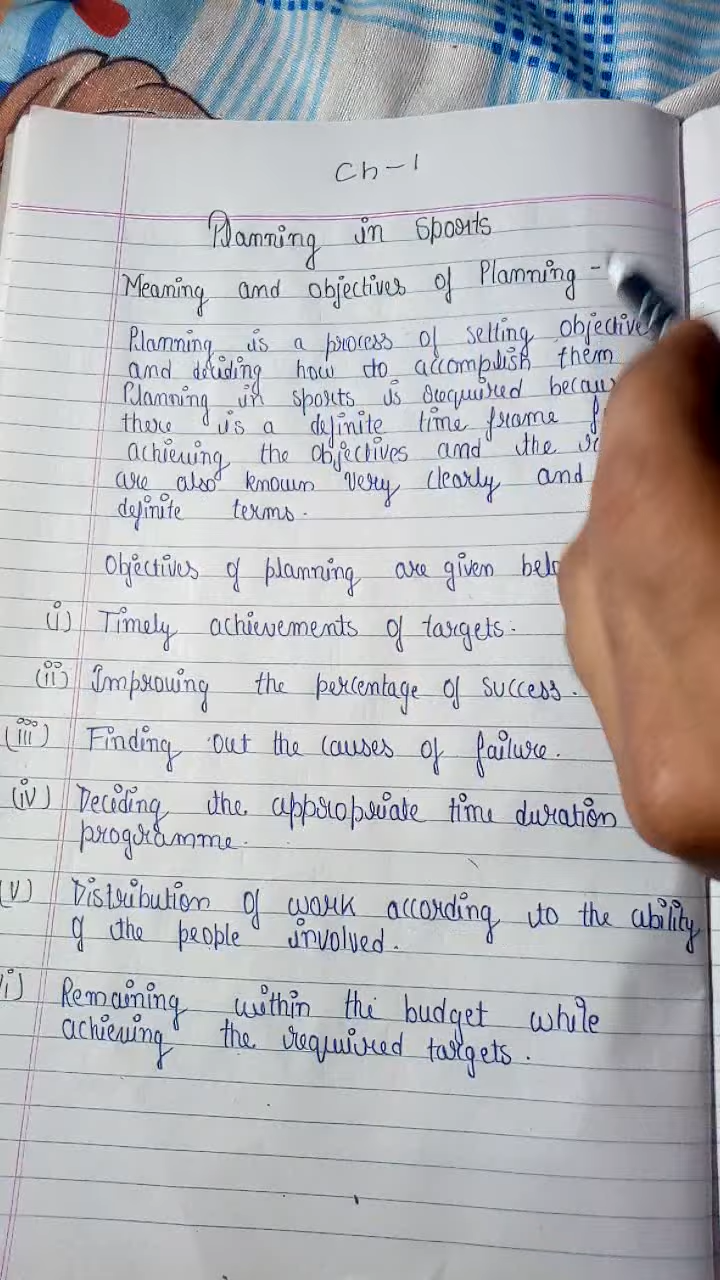 Ch-1
Planning in Sports
Meaning and objectives of Planning -
Planning is a process of setting objective
and deciding how to accomplish them
Planning in sports is required becau
there is a definite time frame f
achieving the objectives and the
are also known very clearly and
definite terms.
Objectives of planning are given belo
(i) Timely achievements of targets.
(ii) Improving the percentage of success.
(iii) Finding out the causes of failure.
(iv) Deciding the appropriate time duration
programme.
(v) Distribution of work according to the ability
of the people involved.
i) Remaining within the budget while
achieving the required targets.